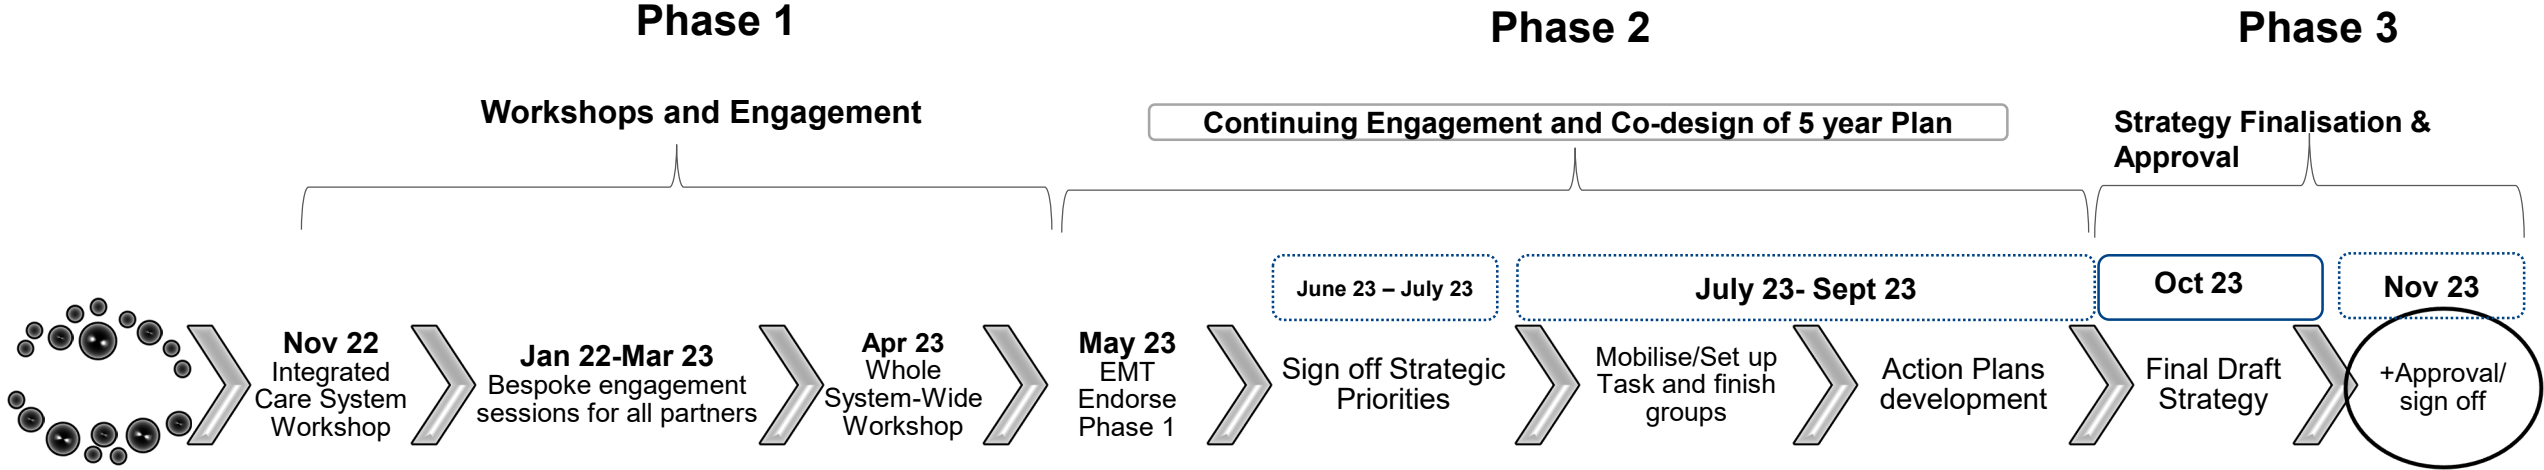 Phase 1
Phase 2
Phase 3
Workshops and Engagement
Continuing Engagement and Co-design of 5 year Plan
Strategy Finalisation &
Approval
June 23 – July 23
July 23- Sept 23
Oct 23
Nov 23
Nov 22
Integrated
Care System
Workshop
Jan 22-Mar 23
Bespoke engagement
sessions for all partners
Apr 23
Whole
System-Wide
Workshop
May 23
EMT
Endorse
Phase 1
Sign off Strategic
Priorities
Mobilise/Set up
Task and finish
groups
Action Plans
development
Final Draft
Strategy
+Approval/
sign off